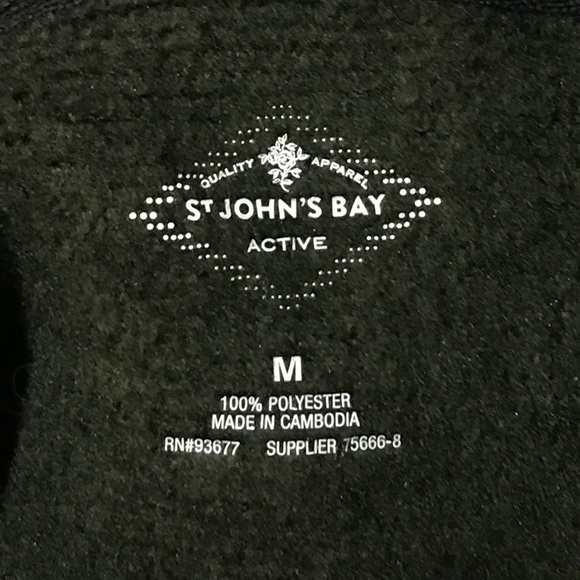 QUALITY APPAREL
ST JOHN'S BAY
ACTIVE
M
100% POLYESTER
MADE IN CAMBODIA
RN#93677 SUPPLIER 75666-8